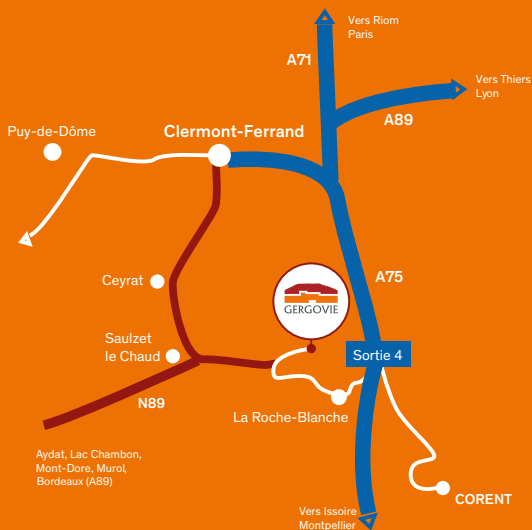 Vers Riom
Paris
A71
Vers Thiers
Lyon
A89
Puy-de-Dôme
Clermont-Ferrand
A75
Ceyrat
GERGOVIE
Saulzet
le Chaud
Sortie 4
N89
La Roche-Blanche
Aydat, Lac Chambon,
Mont-Dore, Murol,
Bordeaux (A89)
CORENT
Vers Issoire
Montpellier